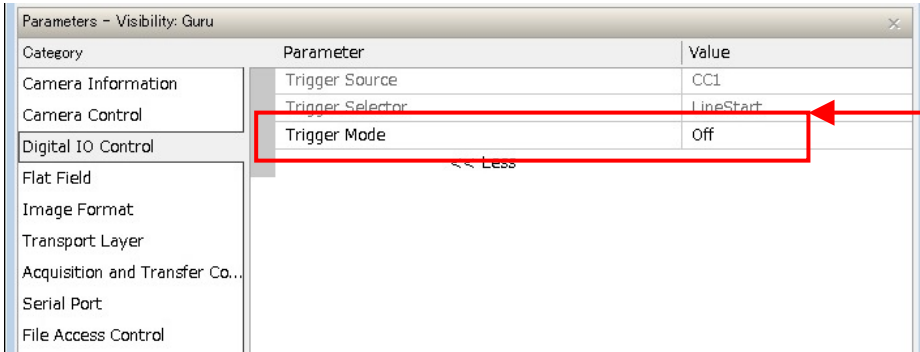 Parameters - Visibility: Guru
Category Parameter Value
Camera Information Trigger Source CC1
Camera Control Trigger Selector LineStart
Digital IO Control Trigger Mode Off
Flat Field << Less
Image Format
Transport Layer
Acquisition and Transfer Co...
Serial Port
File Access Control